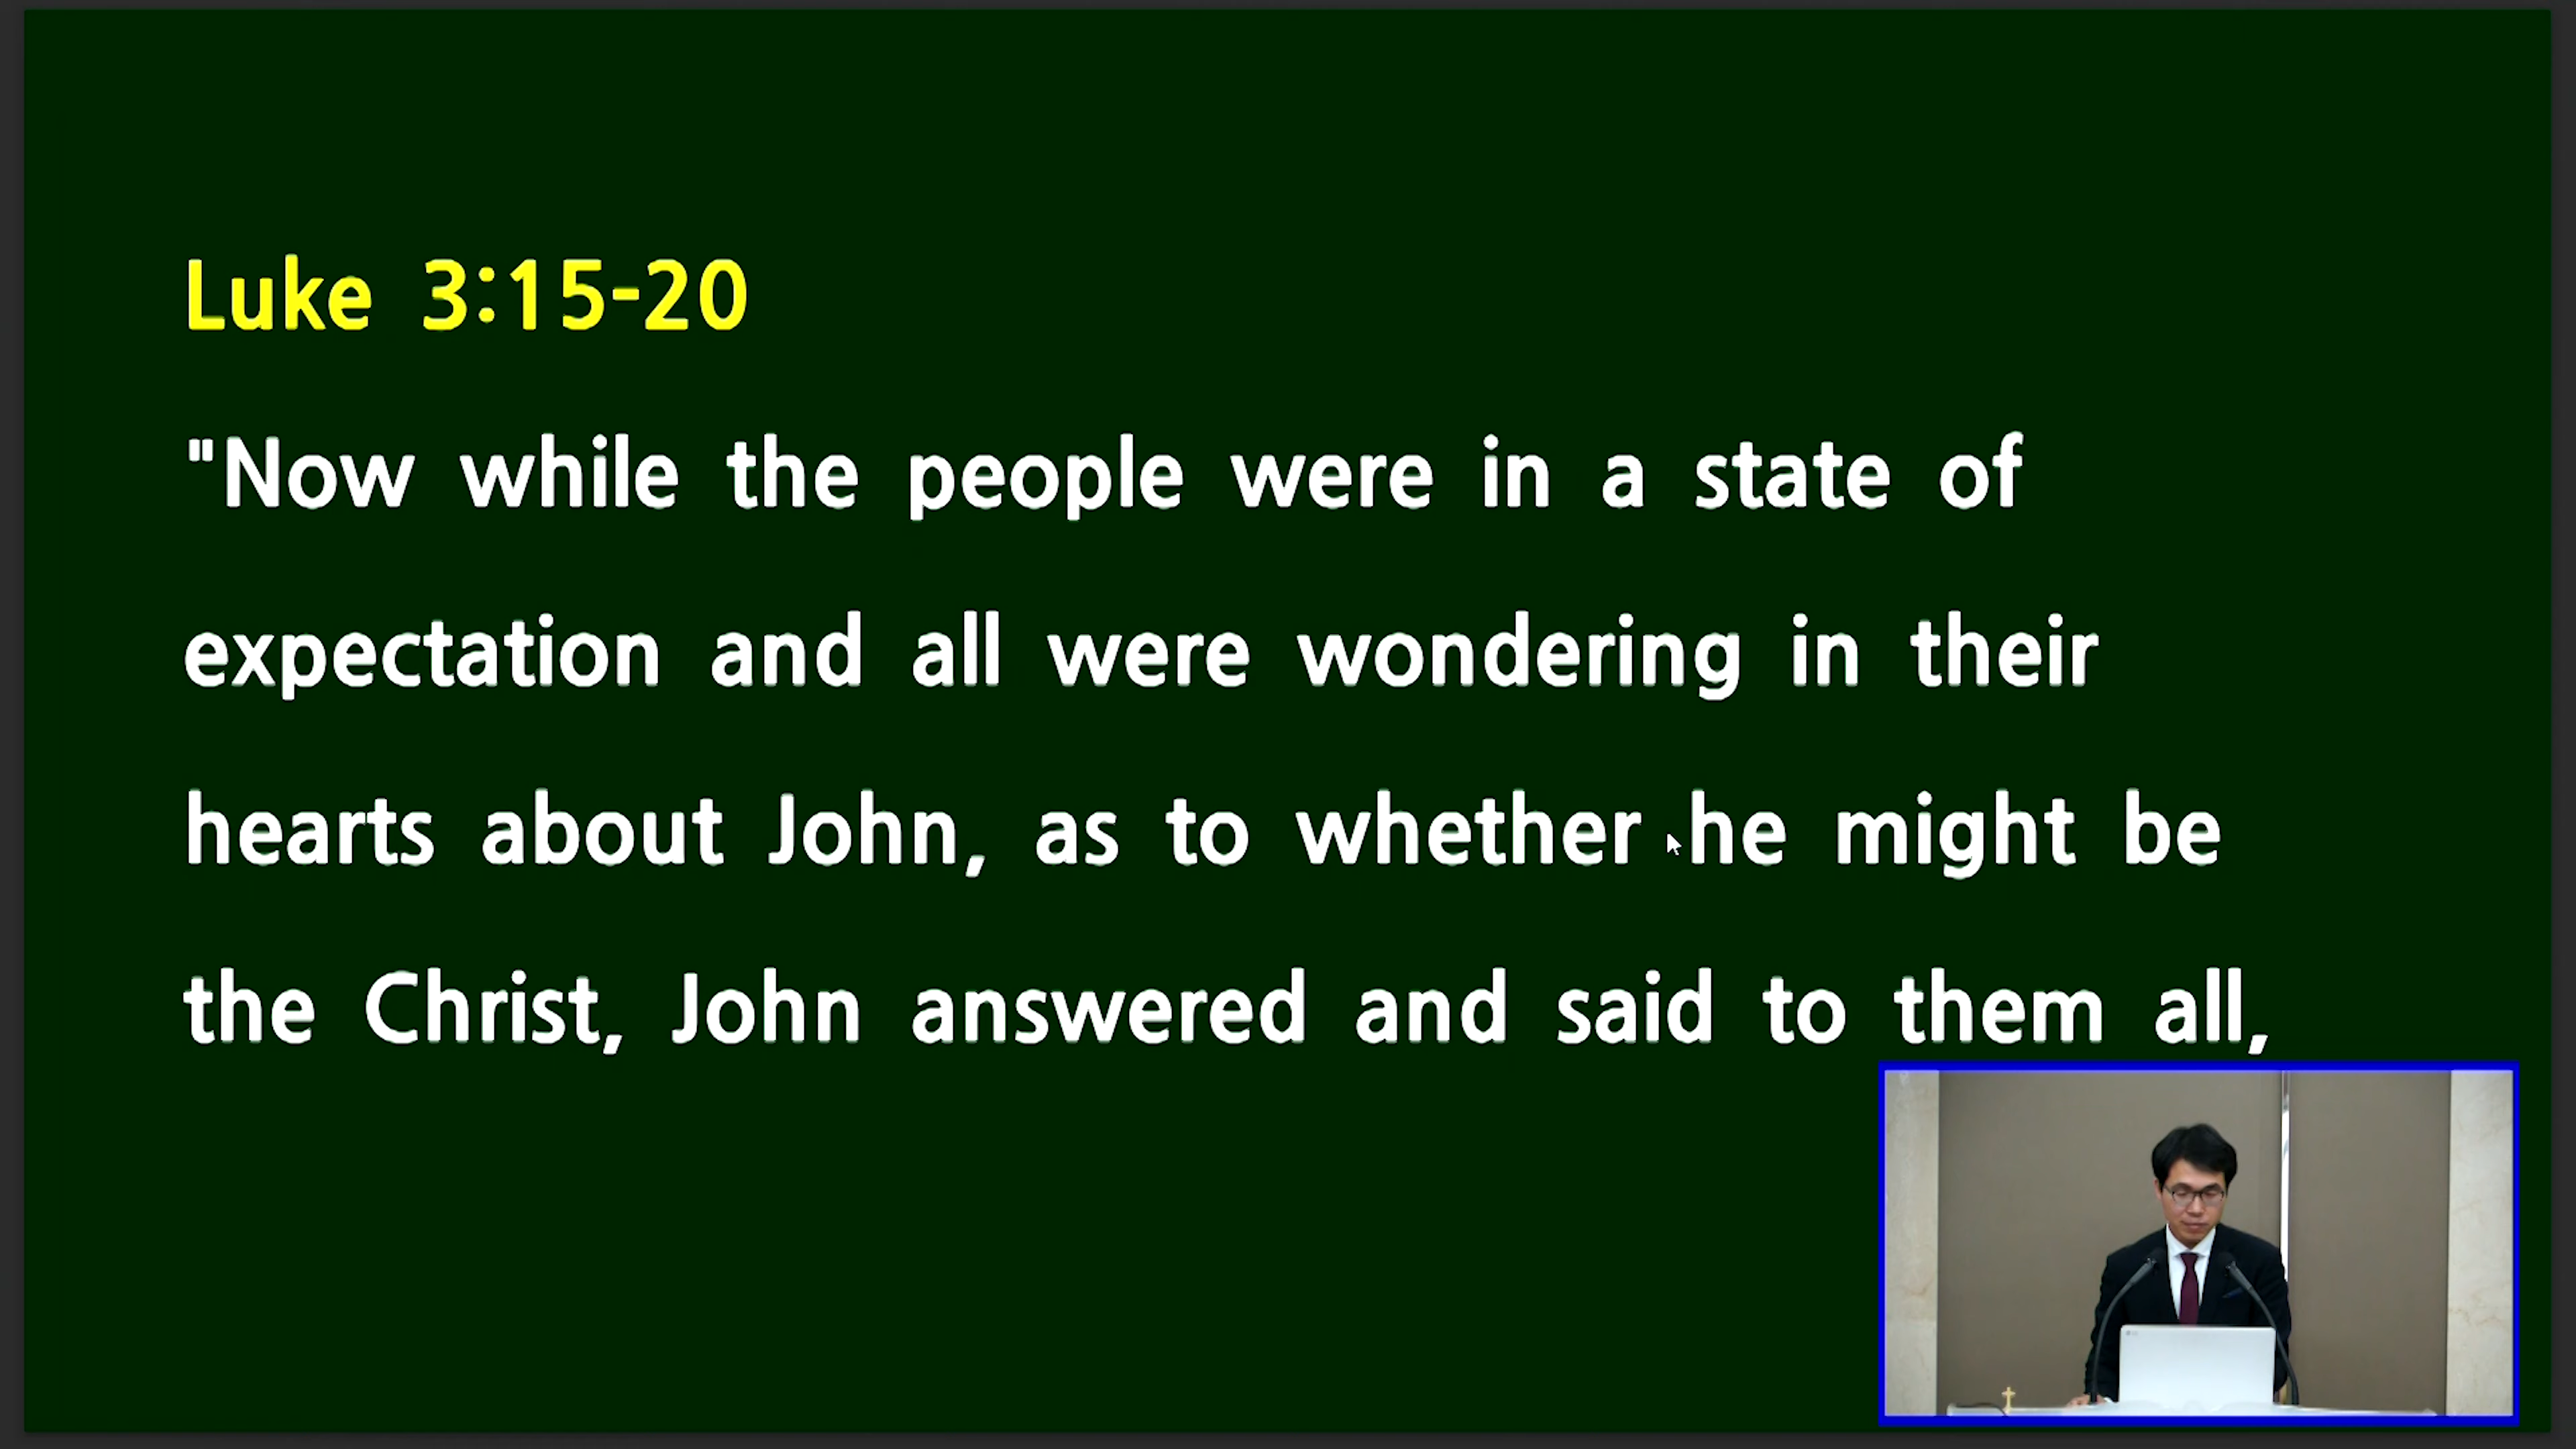 Luke 3:15-20
"Now while the people were in a state of
expectation and all were wondering in their
hearts about John, as to whether he might be
the Christ, John answered and said to them all,